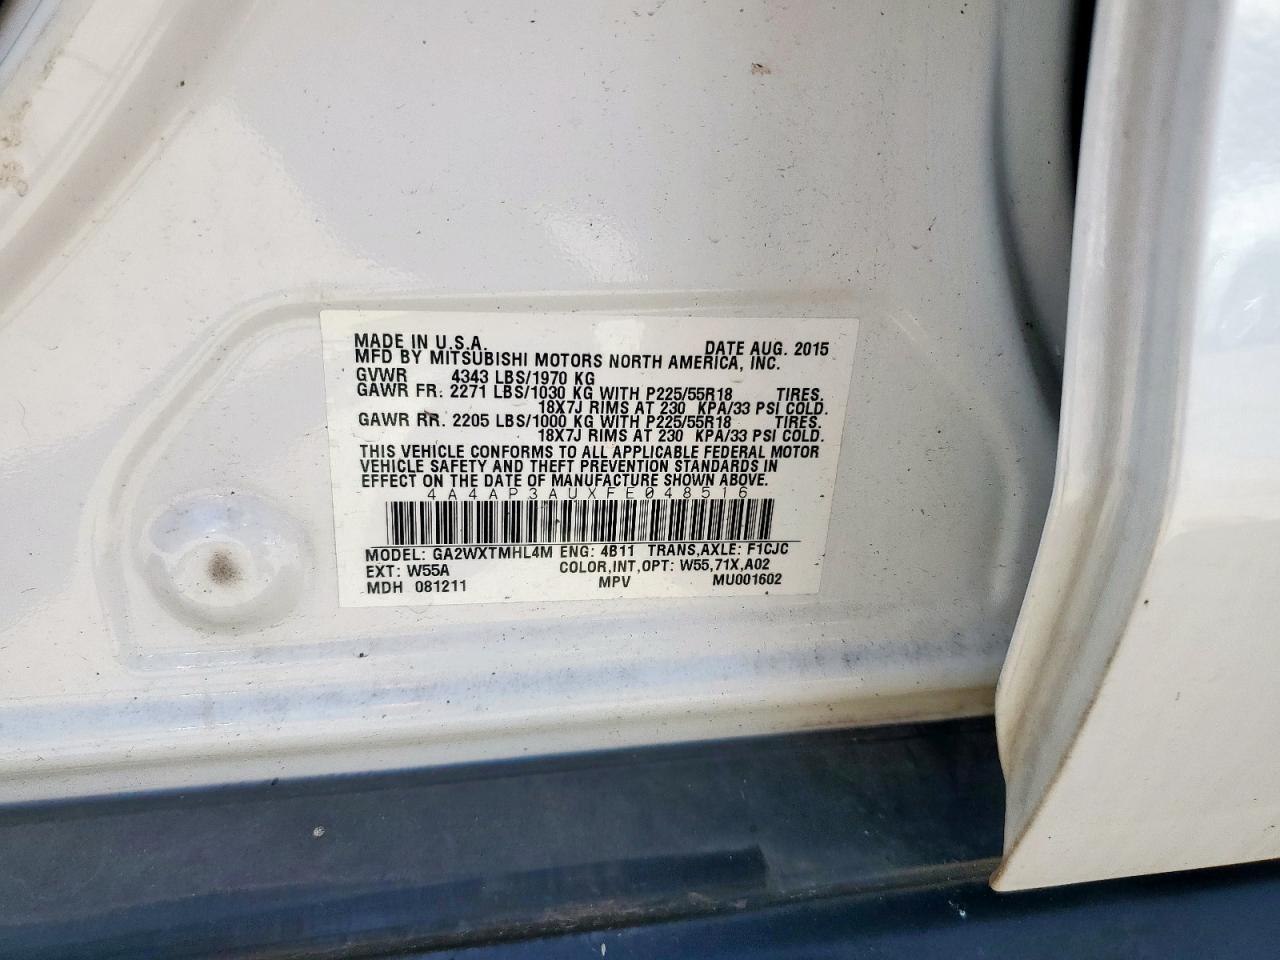 MADE IN U.S.A. DATE AUG. 2015
MFD BY MITSUBISHI MOTORS NORTH AMERICA, INC.
GVWR 4343 LBS/1970 KG
GAWR FR: 2271 LBS/1030 KG WITH P225/55R18 TIRES.
18X7J RIMS AT 230 KPA/33 PSI COLD.
GAWR RR. 2205 LBS/1000 KG WITH P225/55R18 TIRES.
18X7J RIMS AT 230 KPA/33 PSI COLD.
THIS VEHICLE CONFORMS TO ALL APPLICABLE FEDERAL MOTOR
VEHICLE SAFETY AND THEFT PREVENTION STANDARDS IN
EFFECT ON THE DATE OF MANUFACTURE SHOWN ABOVE.
4A4AP3AUXFE048516
MODEL: GA2WXTMHL4M ENG: 4B11 TRANS,AXLE: F1CJC
EXT: W55A COLOR,INT,OPT: W55,71X,A02
MDH 081211 MPV MU001602